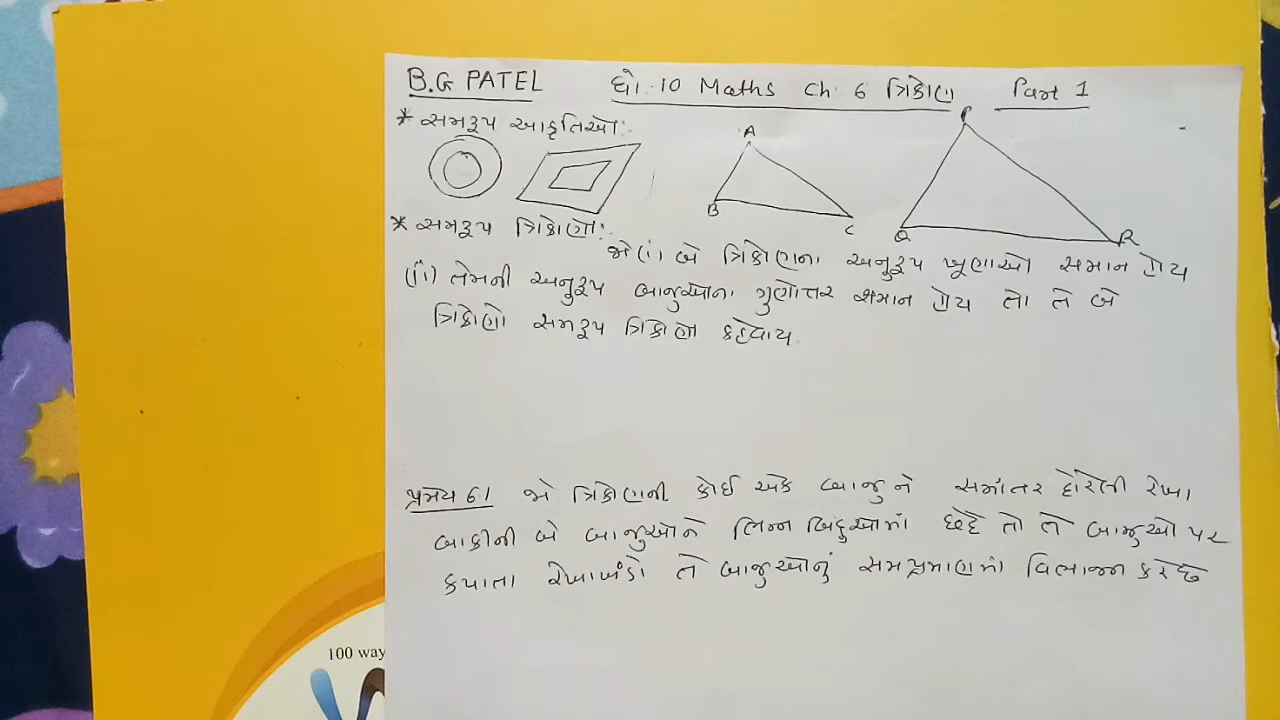 B.G PATEL ધો. 10 Maths Ch 6 ત્રિકોણ Part 1
* સમરૂપ આકૃતિઓ:
A
B
C
P
Q
R
* સમરૂપ ત્રિકોણો:
જો (i) બે ત્રિકોણના અનુરૂપ ખૂણાઓ સમાન હોય
(ii) તેમની અનુરૂપ બાજુઓના ગુણોત્તર સમાન હોય તો તે બે
ત્રિકોણો સમરૂપ ત્રિકોણો કહેવાય.
પ્રમેય 6.1 જો ત્રિકોણની કોઈ એક બાજુને સમાંતર દોરેલી રેખા
બાકીની બે બાજુઓને ભિન્ન બિંદુઓમાં છેદે તો તે બાજુઓ પર
કપાતા રેખાખંડો તે બાજુઓનું સમપ્રમાણમાં વિભાજન કરે છે
100 way